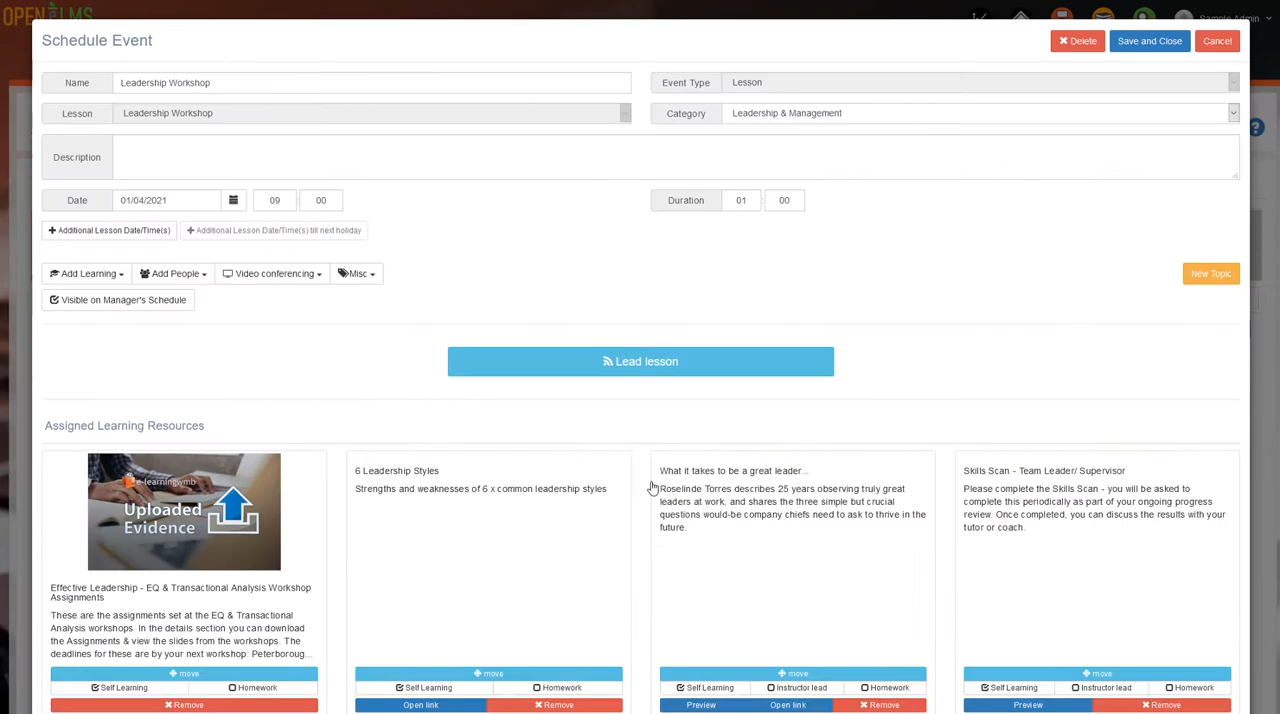 OPEN LMS
Sample Admin
Schedule Event
Delete
Save and Close
Cancel
Name
Leadership Workshop
Event Type
Lesson
Lesson
Leadership Workshop
Category
Leadership & Management
Description
Date
01/04/2021
09
00
Duration
01
00
Additional Lesson Date/Time(s)
Additional Lesson Date/Time(s) till next holiday
Add Learning
Add People
Video conferencing
Misc
New Topic
Visible on Manager's Schedule
Lead lesson
Assigned Learning Resources
e-learningwmb
Uploaded
Evidence
Effective Leadership - EQ & Transactional Analysis Workshop
Assignments
These are the assignments set at the EQ & Transactional
Analysis workshops. In the details section you can download
the Assignments & view the slides from the workshops. The
deadlines for these are by your next workshop: Peterboroug...
move
Self Learning
Homework
Remove
6 Leadership Styles
Strengths and weaknesses of 6 x common leadership styles
move
Self Learning
Homework
Open link
Remove
What it takes to be a great leader...
Roselinde Torres describes 25 years observing truly great
leaders at work, and shares the three simple but crucial
questions would-be company chiefs need to ask to thrive in the
future.
move
Self Learning
Instructor lead
Homework
Preview
Open link
Remove
Skills Scan - Team Leader/ Supervisor
Please complete the Skills Scan - you will be asked to
complete this periodically as part of your ongoing progress
review. Once completed, you can discuss the results with your
tutor or coach.
move
Self Learning
Instructor lead
Homework
Preview
Remove